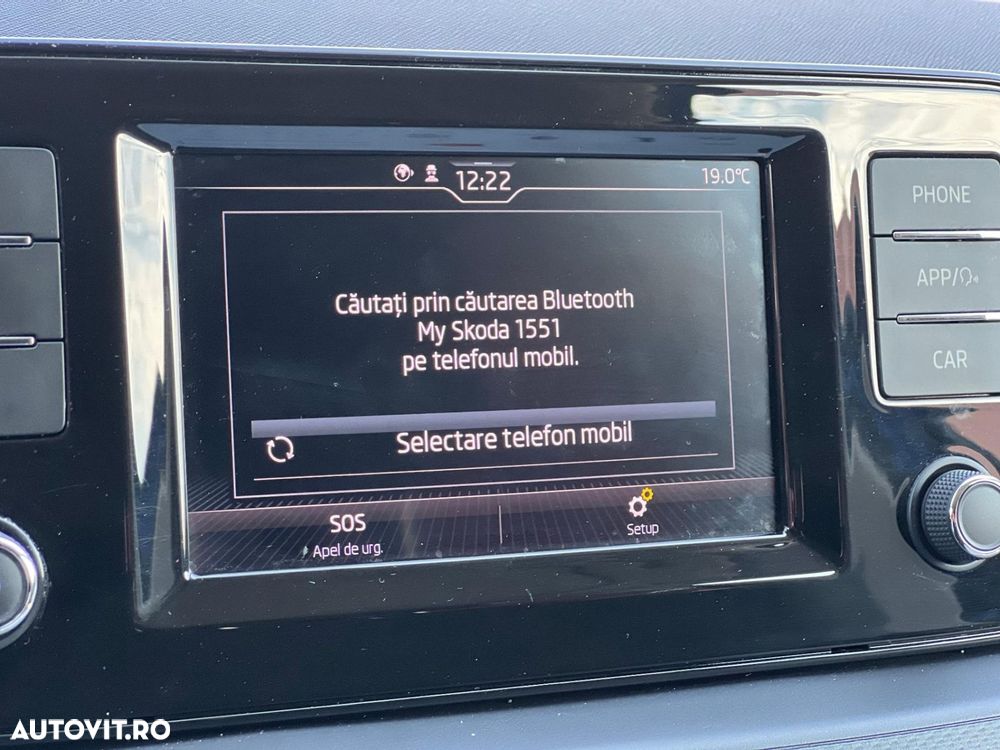 12:22
19.0°C
PHONE
Căutați prin căutarea Bluetooth
My Skoda 1551
pe telefonul mobil.
APP/
CAR
Selectare telefon mobil
SOS
Apel de urg.
Setup
AUTOVIT.RO